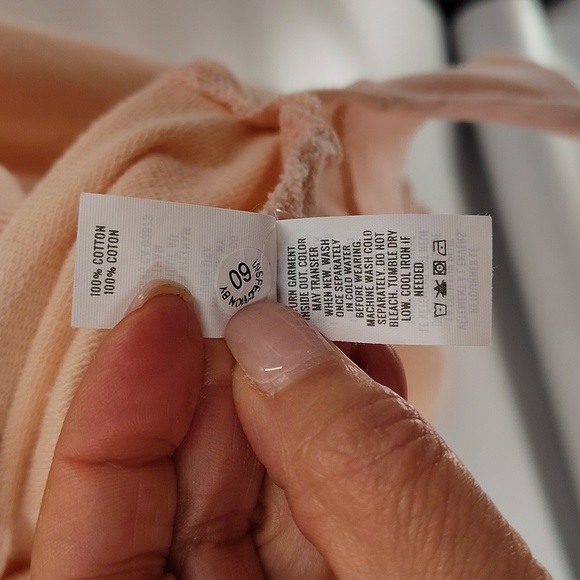 100% COTTON
100% COTON
INSPECTION BY
09
TURN GARMENT
INSIDE OUT. COLOR
MAY TRANSFER
WHEN NEW. WASH
ONCE SEPARATELY
IN COLD WATER
BEFORE WEARING.
MACHINE WASH COLD
SEPARATELY. DO NOT
BLEACH. TUMBLE DRY
LOW. COOL IRON IF
NEEDED.